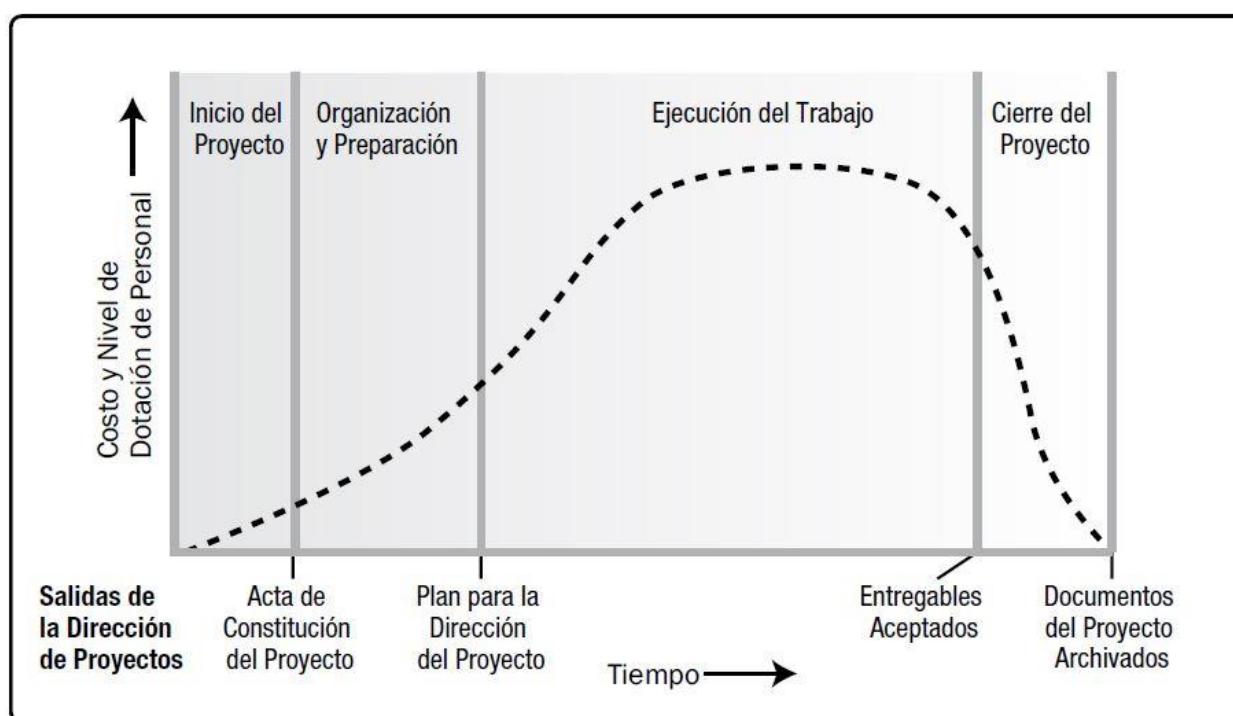 Inicio del
Proyecto
Organización
y Preparación
Ejecución del Trabajo
Cierre del
Proyecto
Costo y Nivel de
Dotación de Personal
Salidas de
la Dirección
de Proyectos
Acta de
Constitución
del Proyecto
Plan para la
Dirección
del Proyecto
Entregables
Aceptados
Documentos
del Proyecto
Archivados
Tiempo